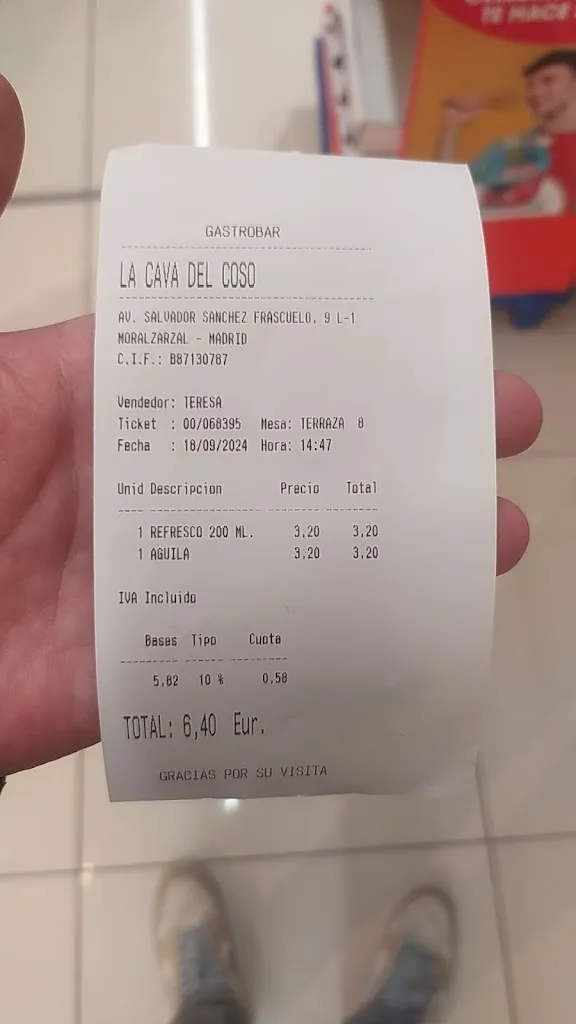 TE HACE
GASTROBAR
LA CAVA DEL COSO
AV. SALVADOR SANCHEZ FRASCUELO, 9 L-1
MORALZARZAL - MADRID
C.I.F.: B87130787
Vendedor: TERESA
Ticket : 00/068395 Mesa: TERRAZA 8
Fecha : 18/09/2024 Hora: 14:47
Unid Descripcion Precio Total
1 REFRESCO 200 ML. 3,20 3,20
1 AGUILA 3,20 3,20
IVA Incluido
Bases Tipo Cuota
5,82 10 % 0,58
TOTAL: 6,40 Eur.
GRACIAS POR SU VISITA